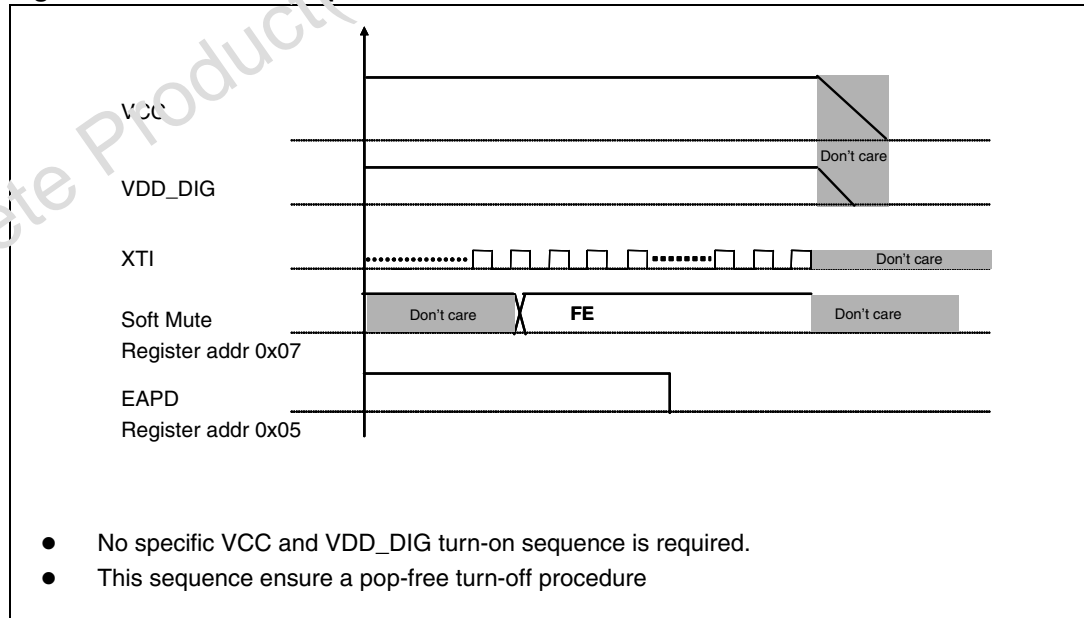 ete Product(
VCC
Don't care
VDD_DIG
XTI
Don't care
Soft Mute
Register addr 0x07
Don't care
FE
Don't care
EAPD
Register addr 0x05
● No specific VCC and VDD_DIG turn-on sequence is required.
● This sequence ensure a pop-free turn-off procedure